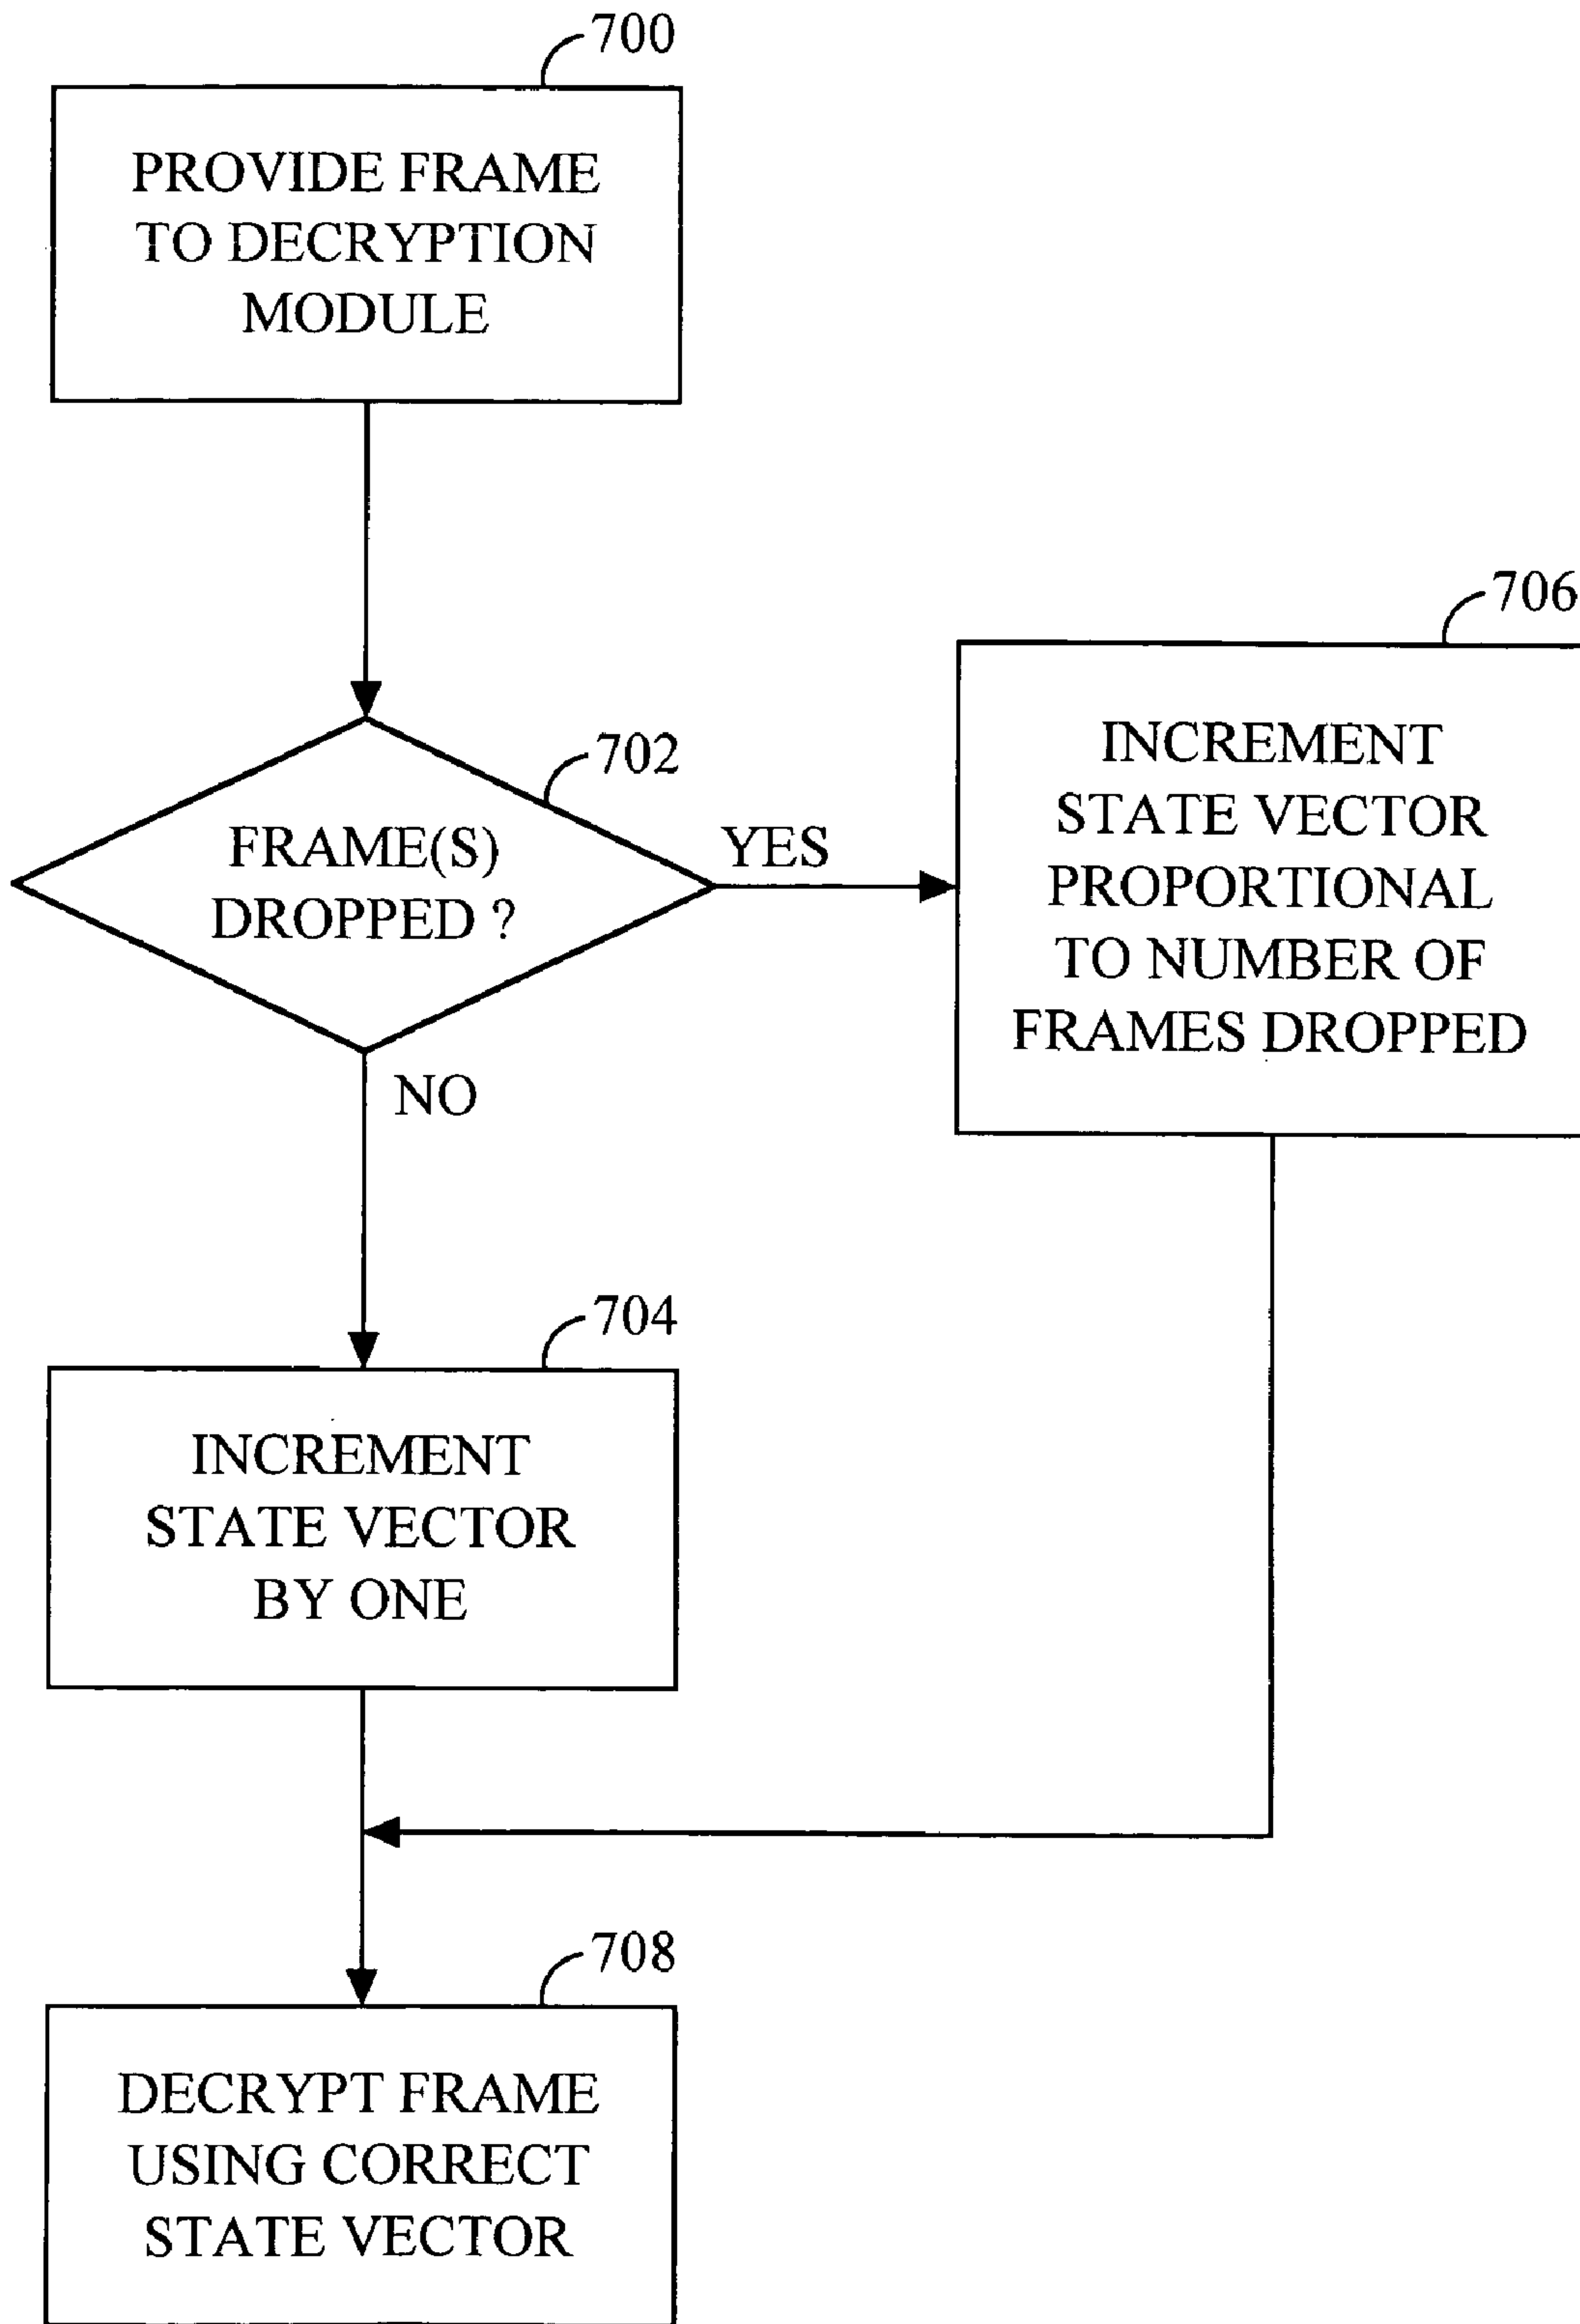 700
PROVIDE FRAME
TO DECRYPTION
MODULE
702
FRAME(S)
DROPPED ?
YES
NO
706
INCREMENT
STATE VECTOR
PROPORTIONAL
TO NUMBER OF
FRAMES DROPPED
704
INCREMENT
STATE VECTOR
BY ONE
708
DECRYPT FRAME
USING CORRECT
STATE VECTOR